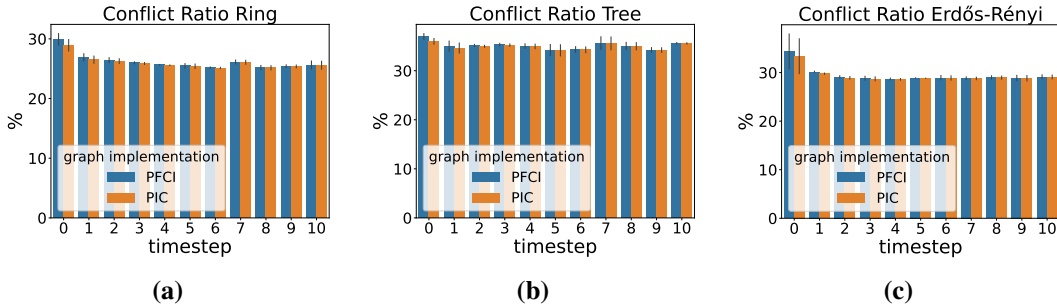 Conflict Ratio Ring
30
20
10
0
%
graph implementation
PFCI
PIC
0 1 2 3 4 5 6 7 8 9 10
timestep
(a)
Conflict Ratio Tree
30
20
10
0
%
graph implementation
PFCI
PIC
0 1 2 3 4 5 6 7 8 9 10
timestep
(b)
Conflict Ratio Erdős-Rényi
40
30
20
10
0
%
graph implementation
PFCI
PIC
0 1 2 3 4 5 6 7 8 9 10
timestep
(c)